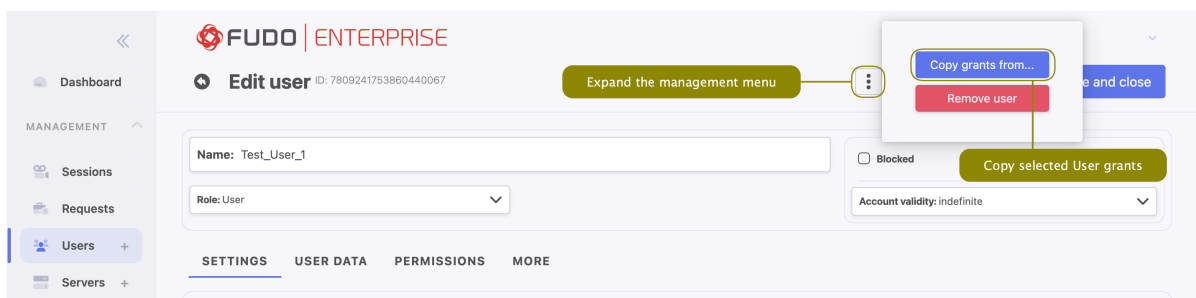 FUDO ENTERPRISE
Edit user ID: 7809241753860440067
Expand the management menu
Copy grants from...
Remove user
e and close
Copy selected User grants
Dashboard
MANAGEMENT
Sessions
Requests
Users +
Servers +
Name: Test_User_1
Blocked
Role: User
Account validity: indefinite
SETTINGS USER DATA PERMISSIONS MORE